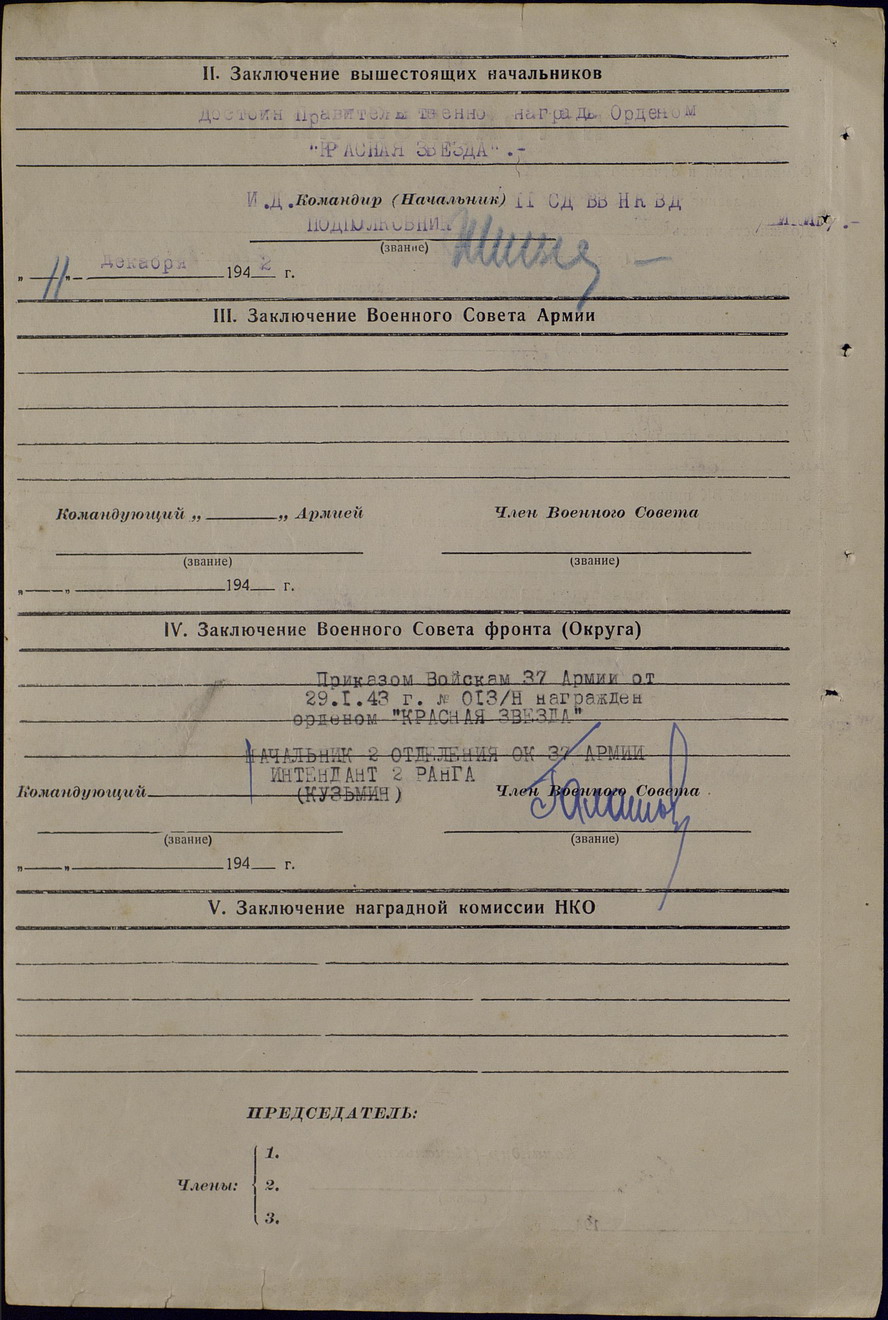 II. Заключение вышестоящих начальников
достоин Правительственной награды Орденом
"КРАСНАЯ ЗВЕЗДА".-
И.Д. Командир (Начальник) II СД ВВ НКВД
ПОДПОЛКОВНИК
(звание)
„ 11 „ декабря 1942 г.
III. Заключение Военного Совета Армии
Командующий „ „ Армией Член Военного Совета
(звание) (звание)
„ „ 194 г.
IV. Заключение Военного Совета фронта (Округа)
Приказом Войскам 37 Армии от
29.I.43 г. № 0I3/Н награжден
орденом "КРАСНАЯ ЗВЕЗДА"
НАЧАЛЬНИК 2 ОТДЕЛЕНИЯ ОК 37 АРМИИ
ИНТЕНДАНТ 2 РАНГА
Командующий (КУЗЬМИН) Член Военного Совета
(звание) (звание)
„ „ 194 г.
V. Заключение наградной комиссии НКО
ПРЕДСЕДАТЕЛЬ:
1.
Члены: 2.
3.